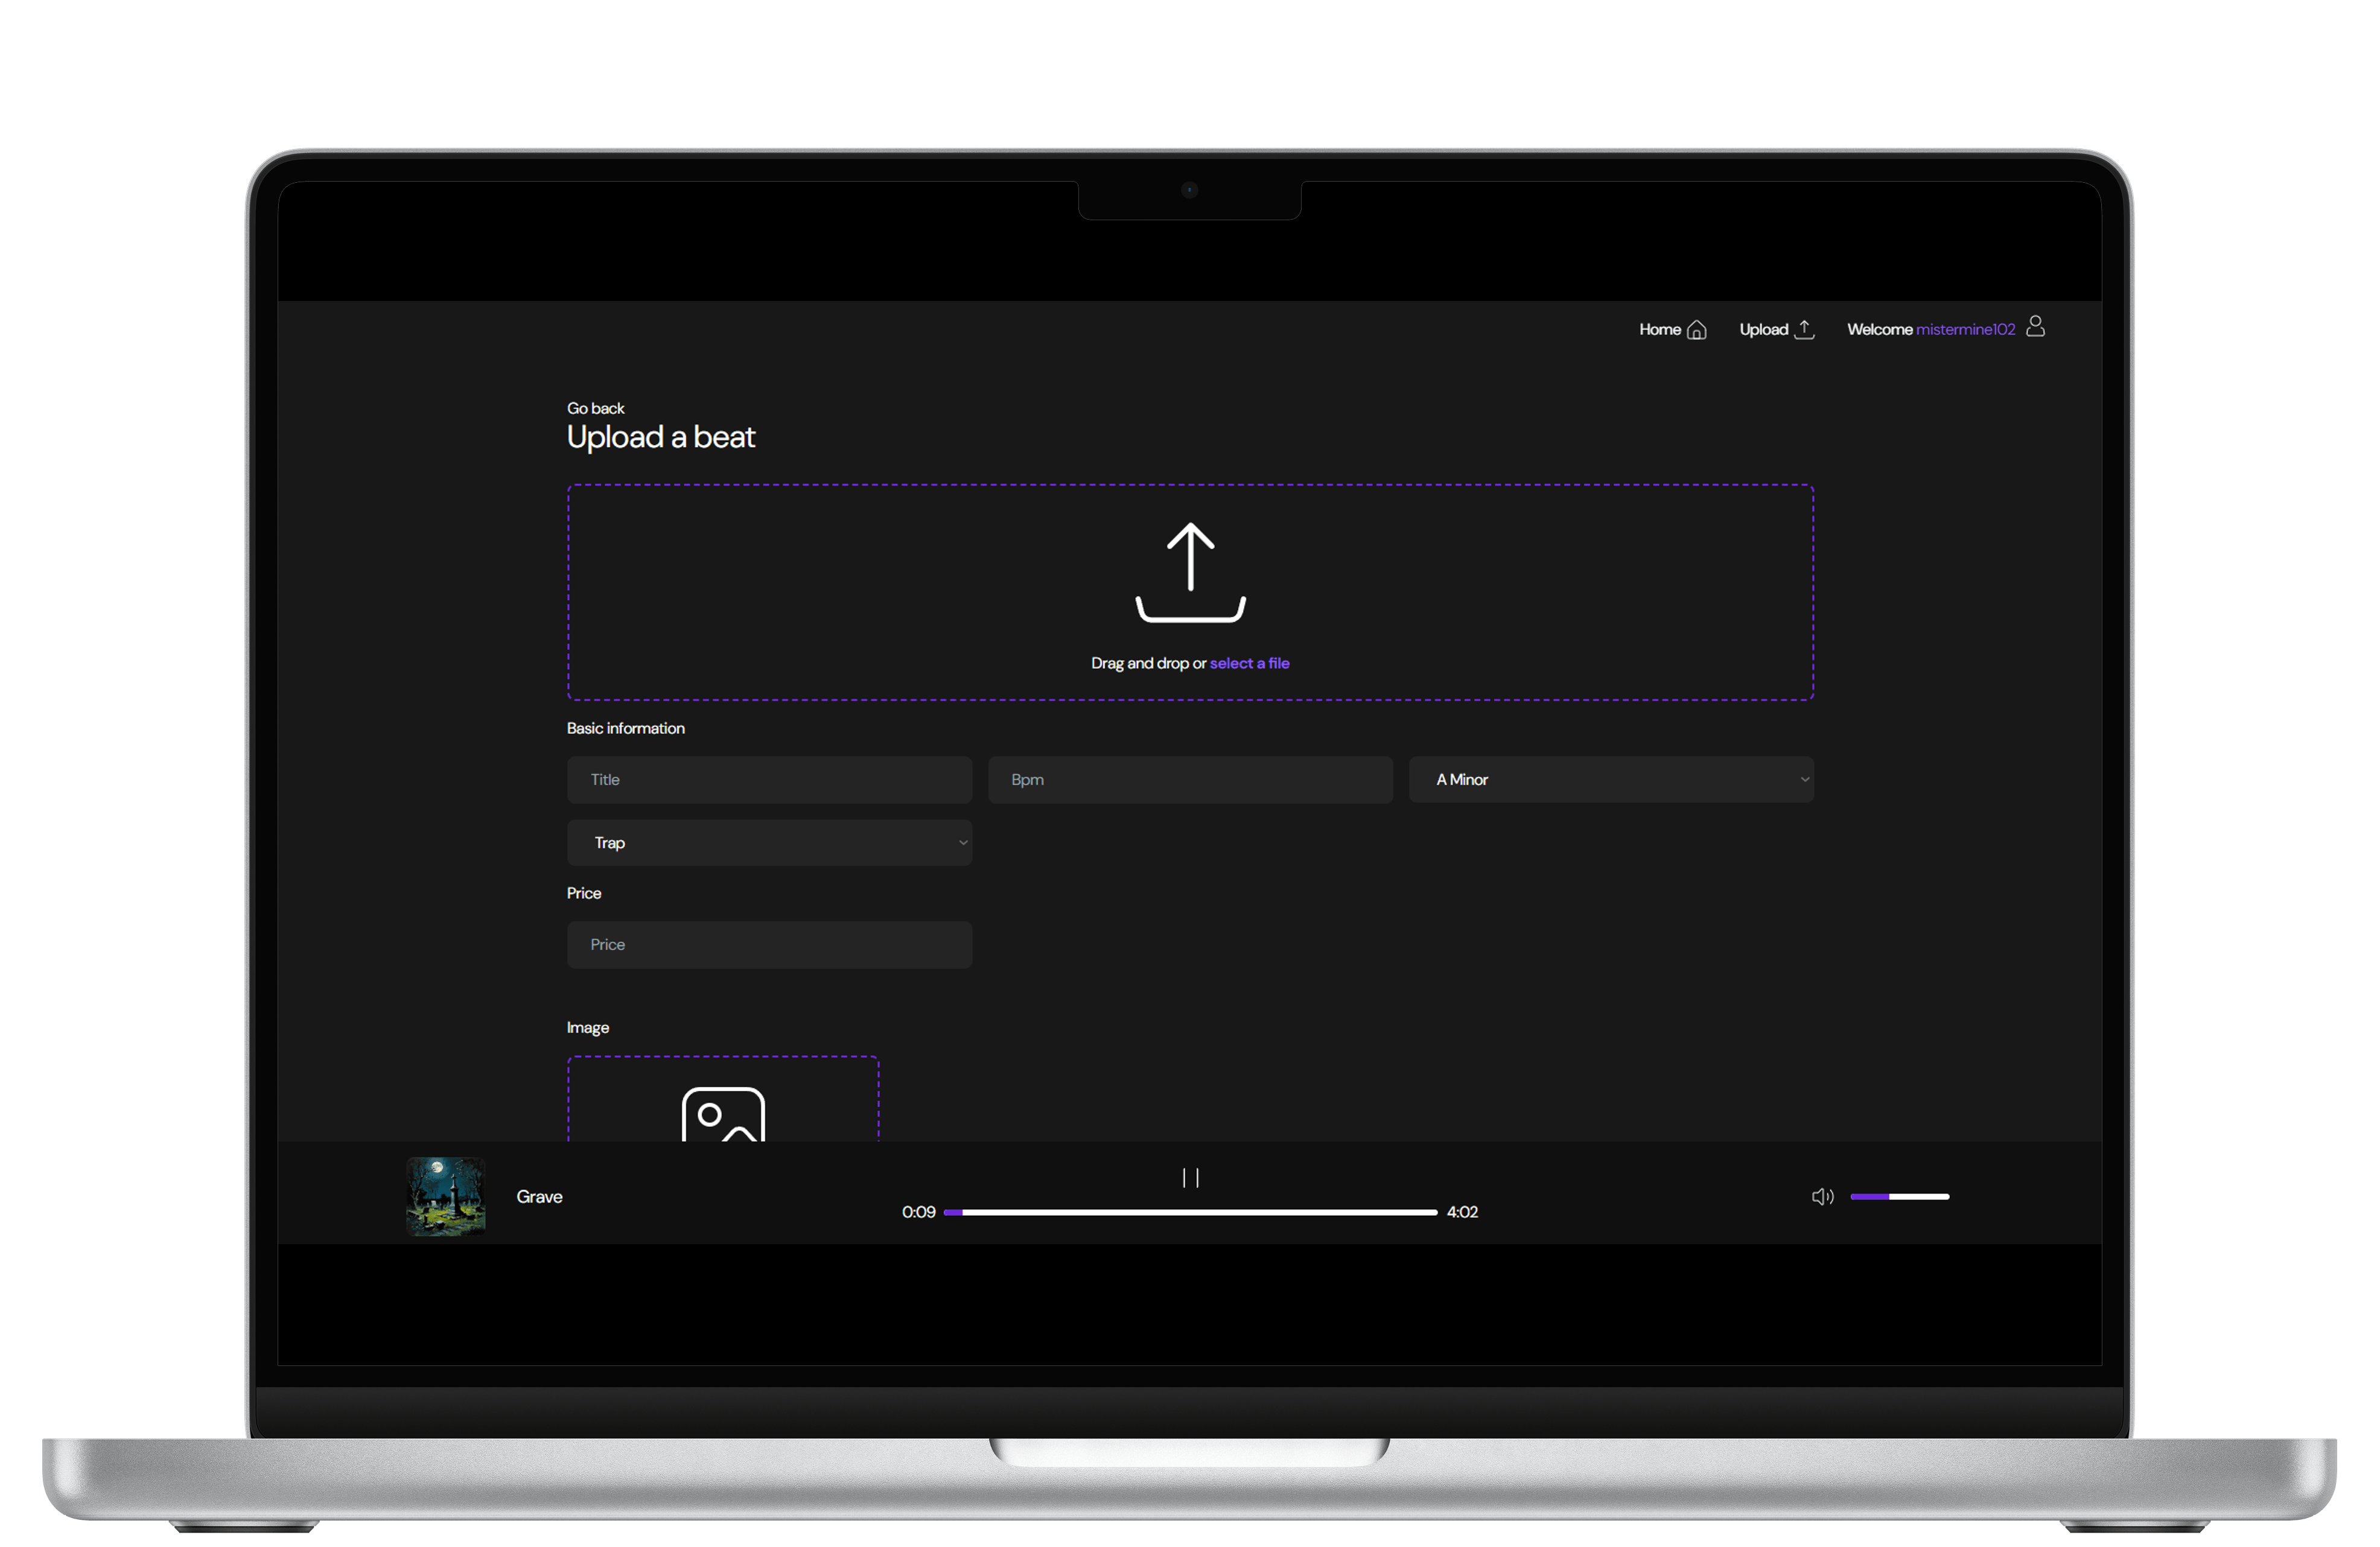 Home Upload Welcome mistermine102
Go back
Upload a beat
Drag and drop or select a file
Basic information
Title Bpm A Minor
Trap
Price
Price
Image
Grave
0:09 4:02